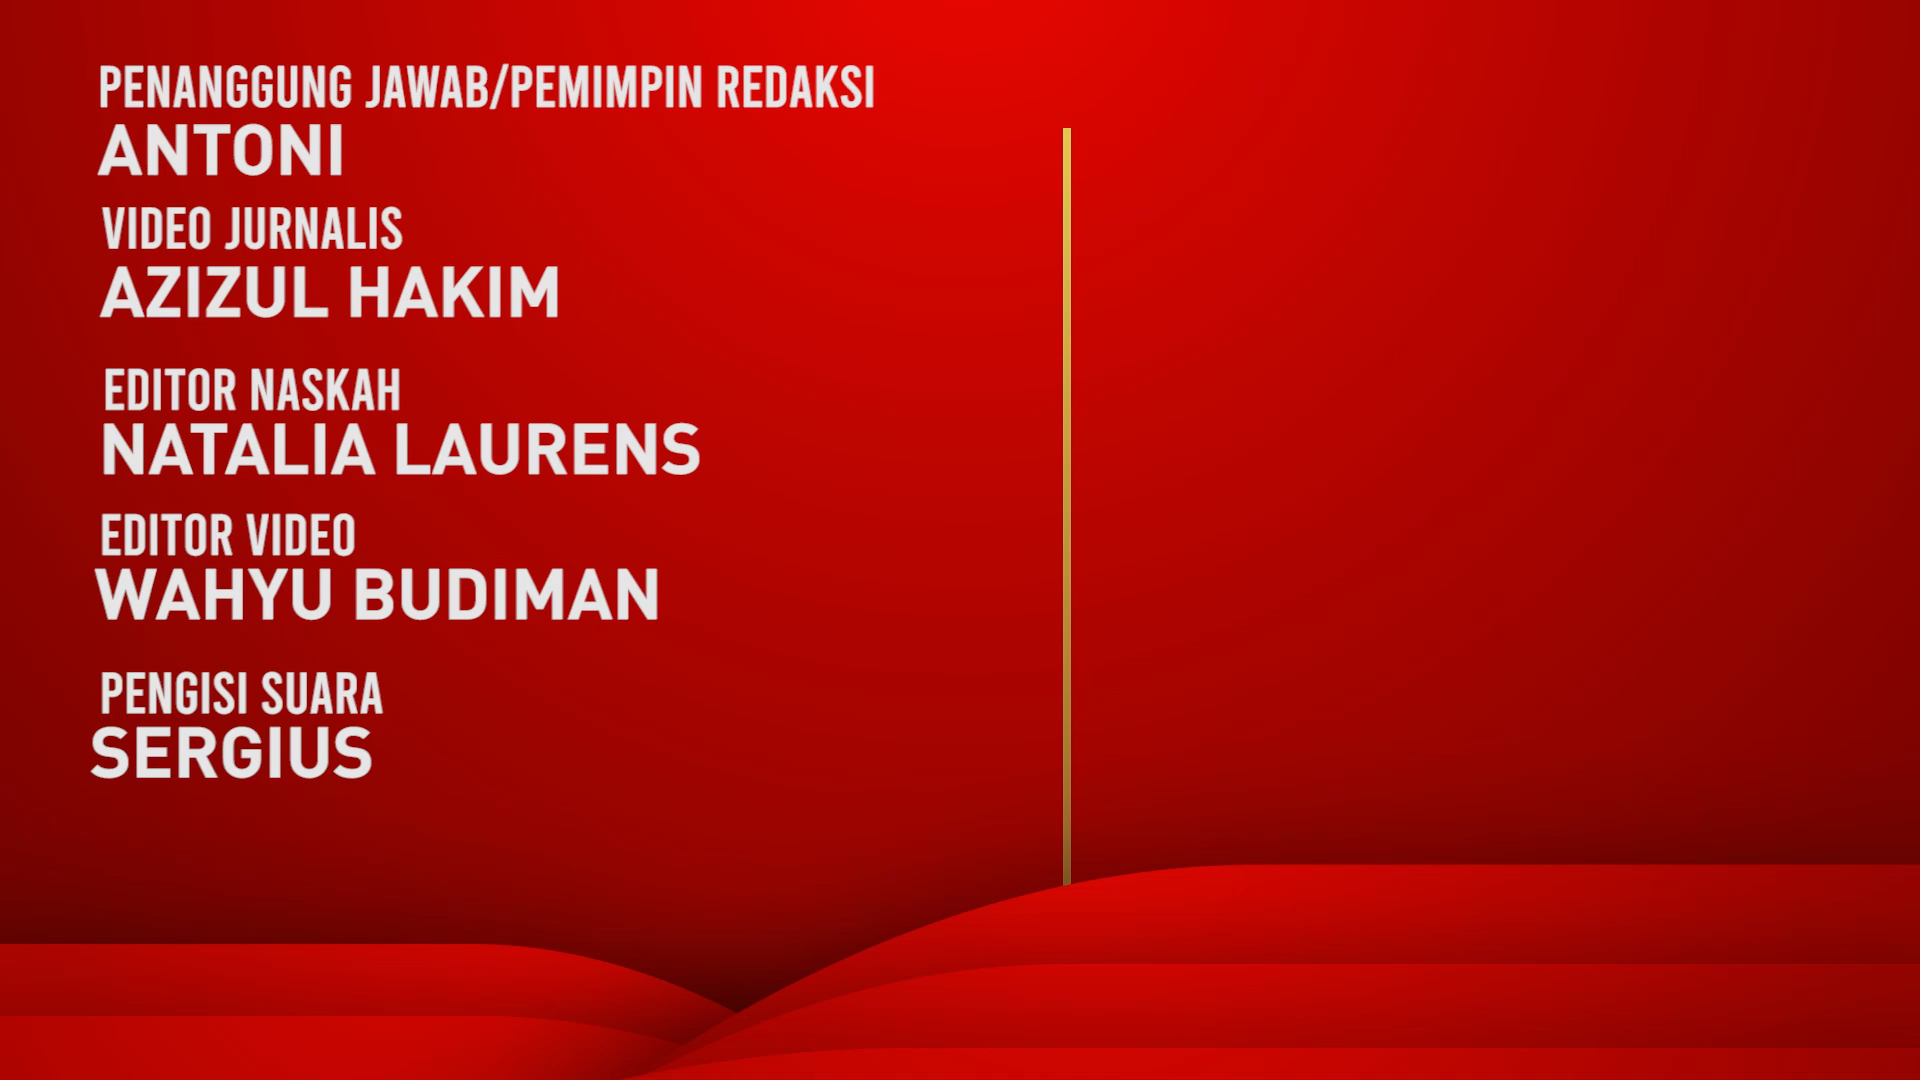 PENANGGUNG JAWAB/PEMIMPIN REDAKSI
ANTONI
VIDEO JURNALIS
AZIZUL HAKIM
EDITOR NASKAH
NATALIA LAURENS
EDITOR VIDEO
WAHYU BUDIMAN
PENGISI SUARA
SERGIUS